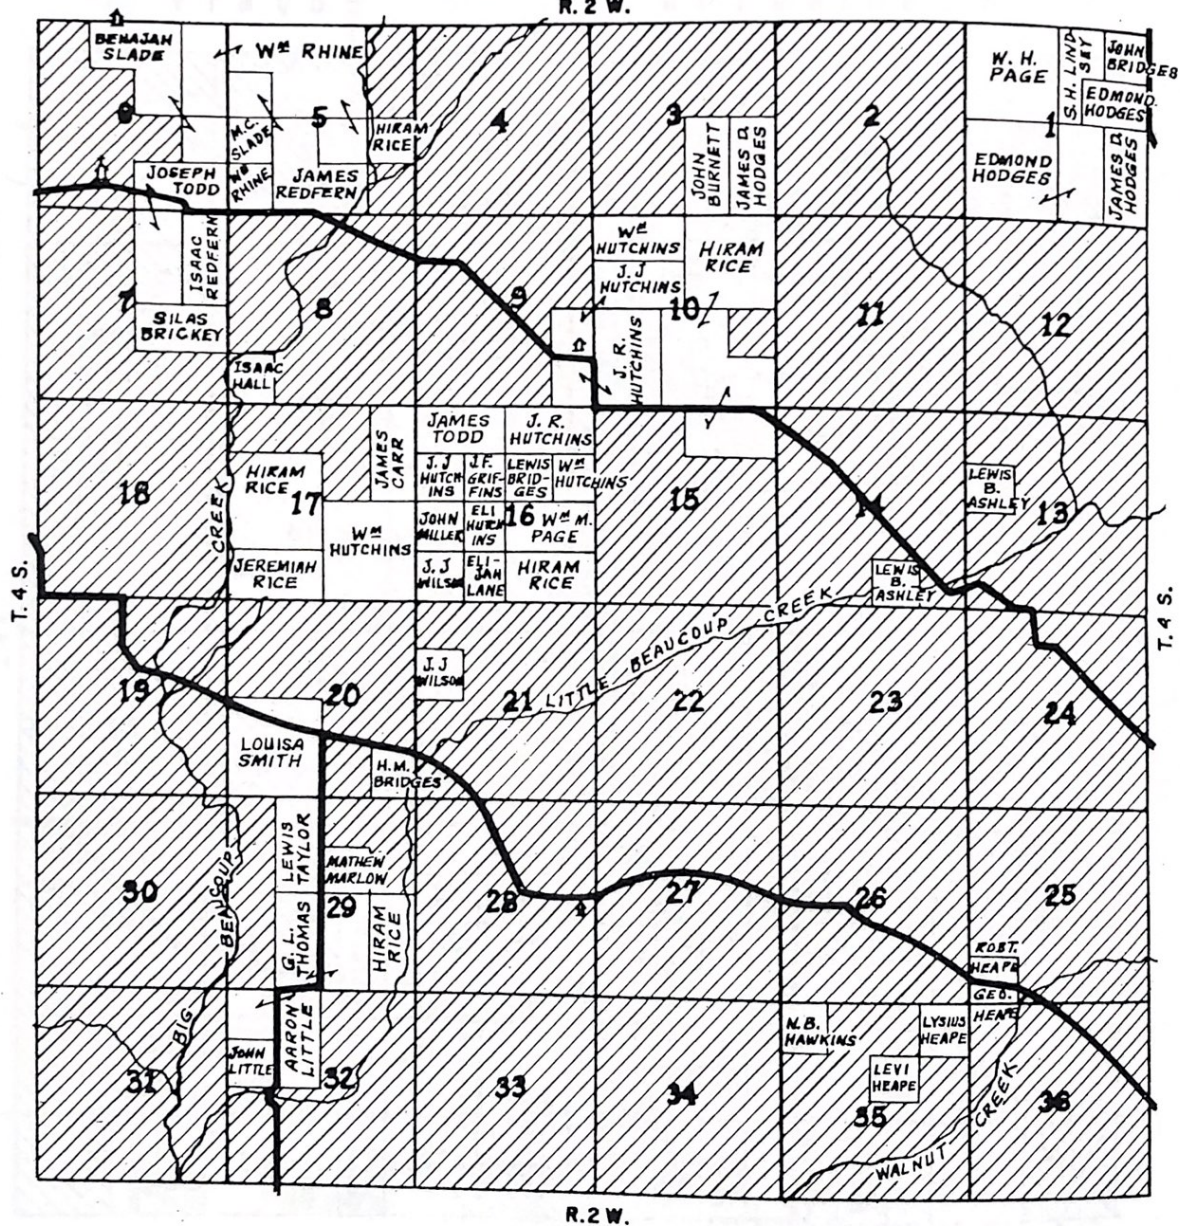 R. 2 W.
BENAJAH
SLADE
Wm RHINE
W. H.
PAGE
S. H. LIND
SEY
JOHN
BRIDGES
EDMOND
HODGES
6
M.C.
SLADE
5
HIRAM
RICE
4
3
2
1
JOHN
BURNETT
JAMES D.
HODGES
EDMOND
HODGES
JAMES D.
HODGES
JOSEPH
TODD
Wm
RHINE
JAMES
REDFERN
ISAAC
REDFERN
Wm
HUTCHINS
J. J
HUTCHINS
HIRAM
RICE
7
8
9
10
11
12
SILAS
BRICKEY
ISAAC
HALL
J. R.
HUTCHINS
JAMES
CARR
JAMES
TODD
J. R.
HUTCHINS
18
HIRAM
RICE
17
J. J
HUTCH
INS
J.F.
GRIF-
FINS
LEWIS
BRID-
GES
Wm
HUTCHINS
15
14
LEWIS
B.
ASHLEY
13
CREEK
Wm
HUTCHINS
JOHN
MILLER
ELI
HUTCH
INS
16
Wm M.
PAGE
JEREMIAH
RICE
J. J
WILSON
ELI-
JAH
LANE
HIRAM
RICE
LEWIS
B.
ASHLEY
T. 4 S.
T. 4 S.
19
20
J. J
WILSON
21
LITTLE BEAUCOUP CREEK
22
23
24
LOUISA
SMITH
H.M.
BRIDGES
30
BIG BEAUCOUP
LEWIS
TAYLOR
MATHEW
MARLOW
29
G. L.
THOMAS
HIRAM
RICE
28
27
26
25
ROBT.
HEAPE
GEO.
HEAPE
31
JOHN
LITTLE
AARON
LITTLE
32
33
34
N.B.
HAWKINS
LYSIUS
HEAPE
LEVI
HEAPE
35
36
WALNUT CREEK
R. 2 W.